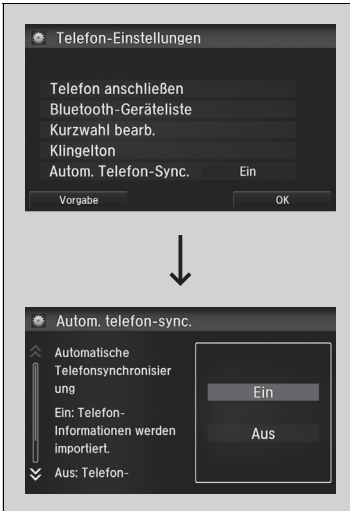 Telefon-Einstellungen
Telefon anschließen
Bluetooth-Geräteliste
Kurzwahl bearb.
Klingelton
Autom. Telefon-Sync. Ein
Vorgabe OK
Autom. telefon-sync.
Automatische
Telefonsynchronisier
ung
Ein: Telefon-
Informationen werden
importiert.
Aus: Telefon-
Ein
Aus